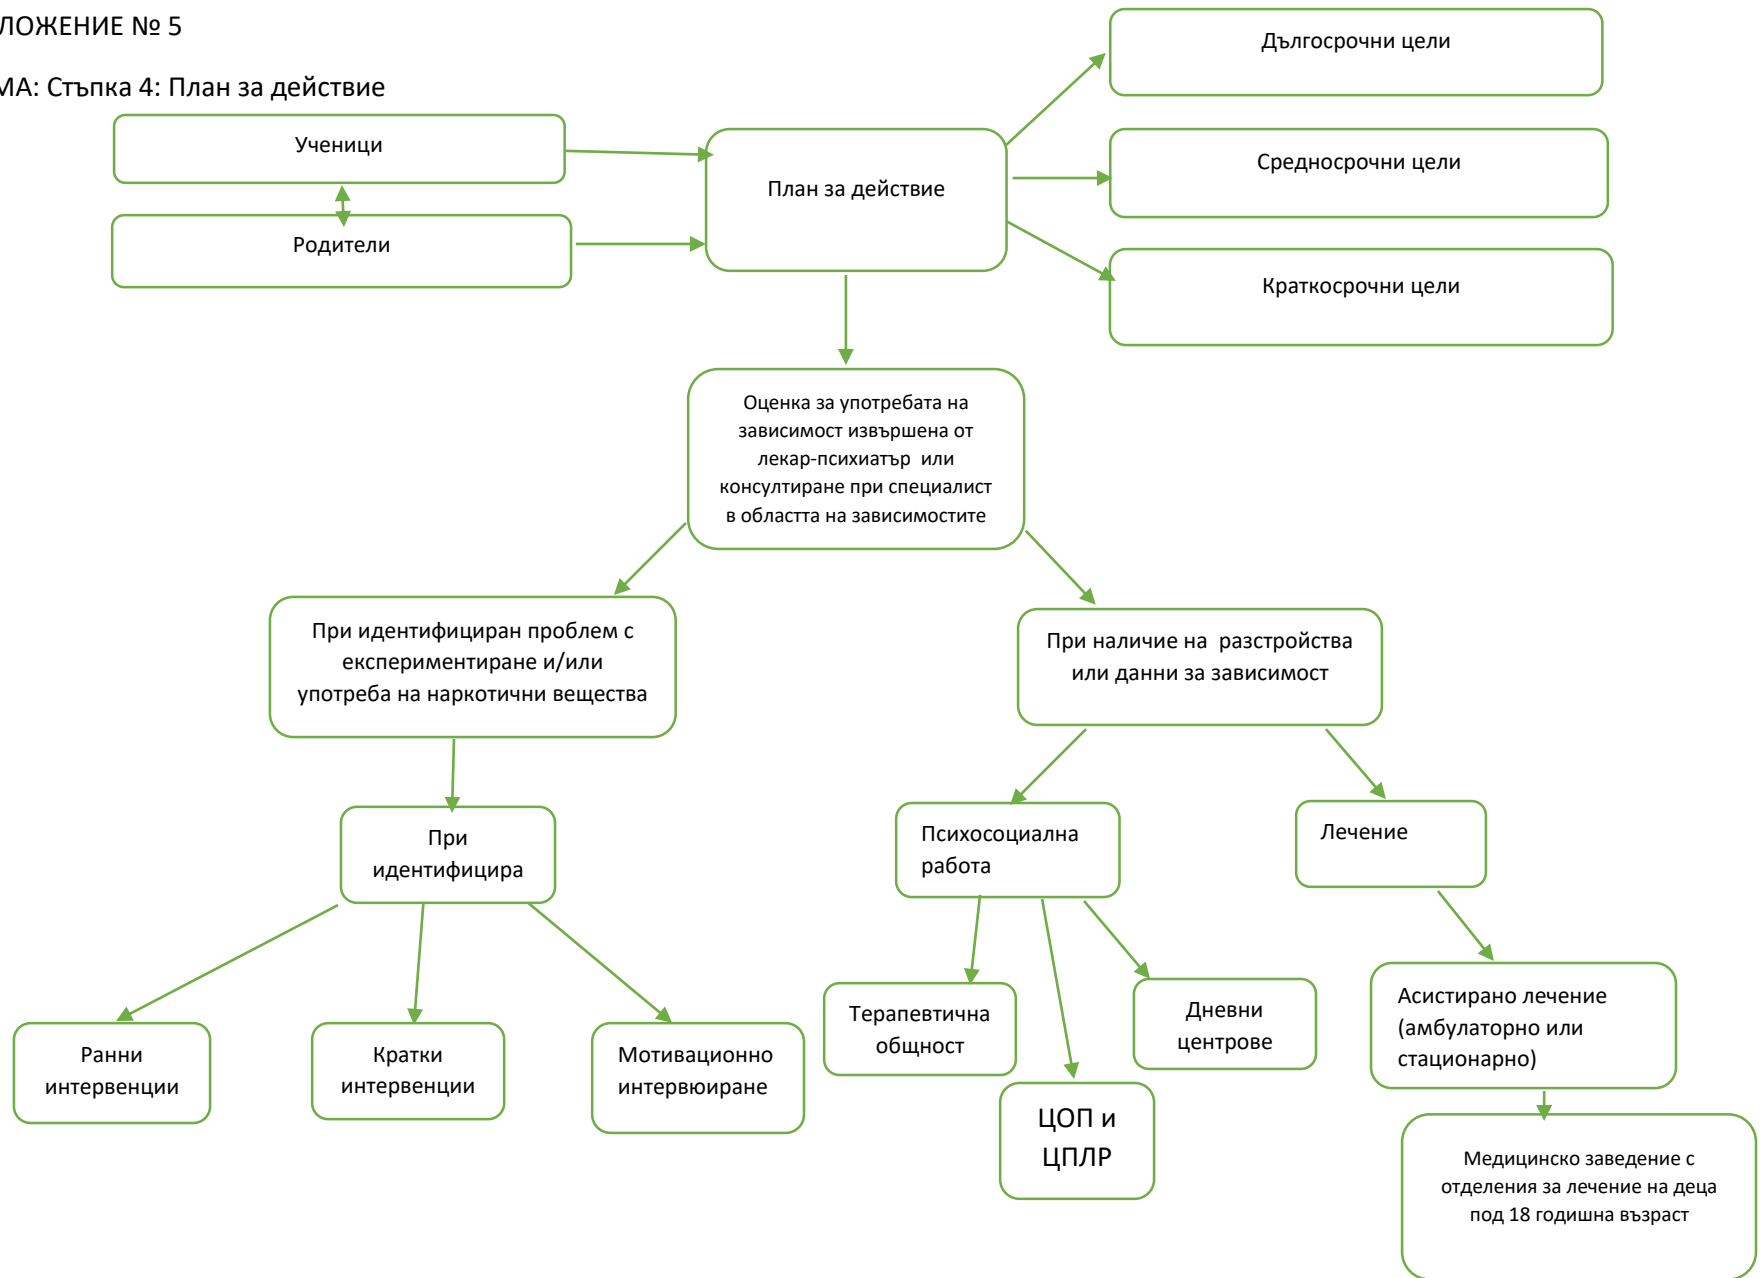 ЛОЖЕНИЕ № 5
МА: Стъпка 4: План за действие
Ученици
Родители
План за действие
Дългосрочни цели
Средносрочни цели
Краткосрочни цели
Оценка за употребата на
зависимост извършена от
лекар-психиатър или
консултиране при специалист
в областта на зависимостите
При идентифициран проблем с
експериментиране и/или
употреба на наркотични вещества
При наличие на разстройства
или данни за зависимост
При
идентифицира
Психосоциална
работа
Лечение
Ранни
интервенции
Кратки
интервенции
Мотивационно
интервюиране
Терапевтична
общност
ЦОП и
ЦПЛР
Дневни
центрове
Асистирано лечение
(амбулаторно или
стационарно)
Медицинско заведение с
отделения за лечение на деца
под 18 годишна възраст